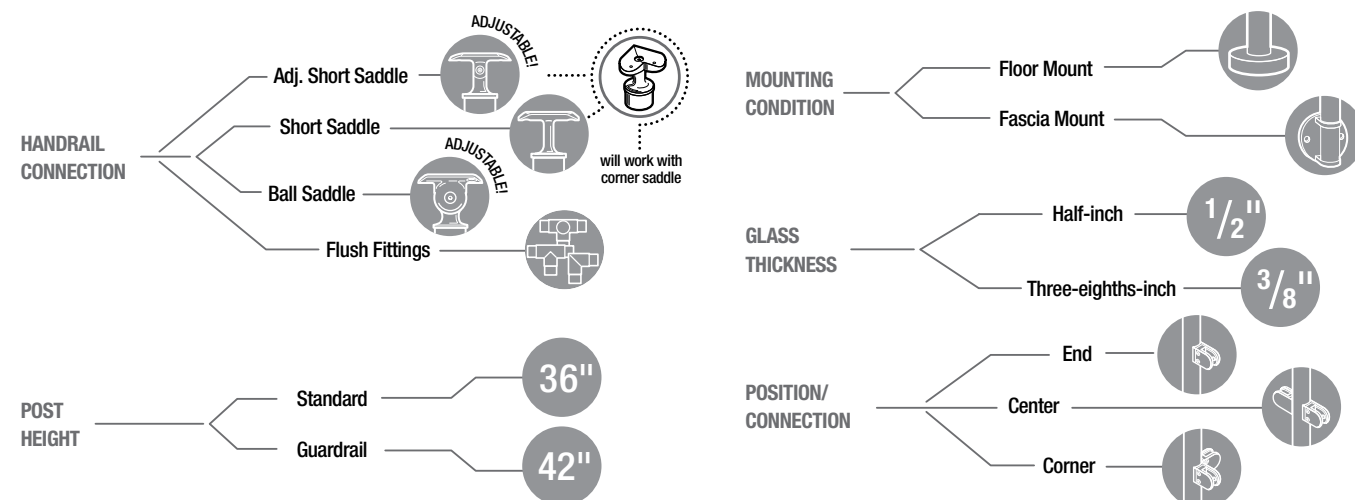 HANDRAIL
CONNECTION
Adj. Short Saddle
ADJUSTABLE!
Short Saddle
will work with
corner saddle
Ball Saddle
ADJUSTABLE!
Flush Fittings
POST
HEIGHT
Standard
36"
Guardrail
42"
MOUNTING
CONDITION
Floor Mount
Fascia Mount
GLASS
THICKNESS
Half-inch
1/2"
Three-eighths-inch
3/8"
POSITION/
CONNECTION
End
Center
Corner